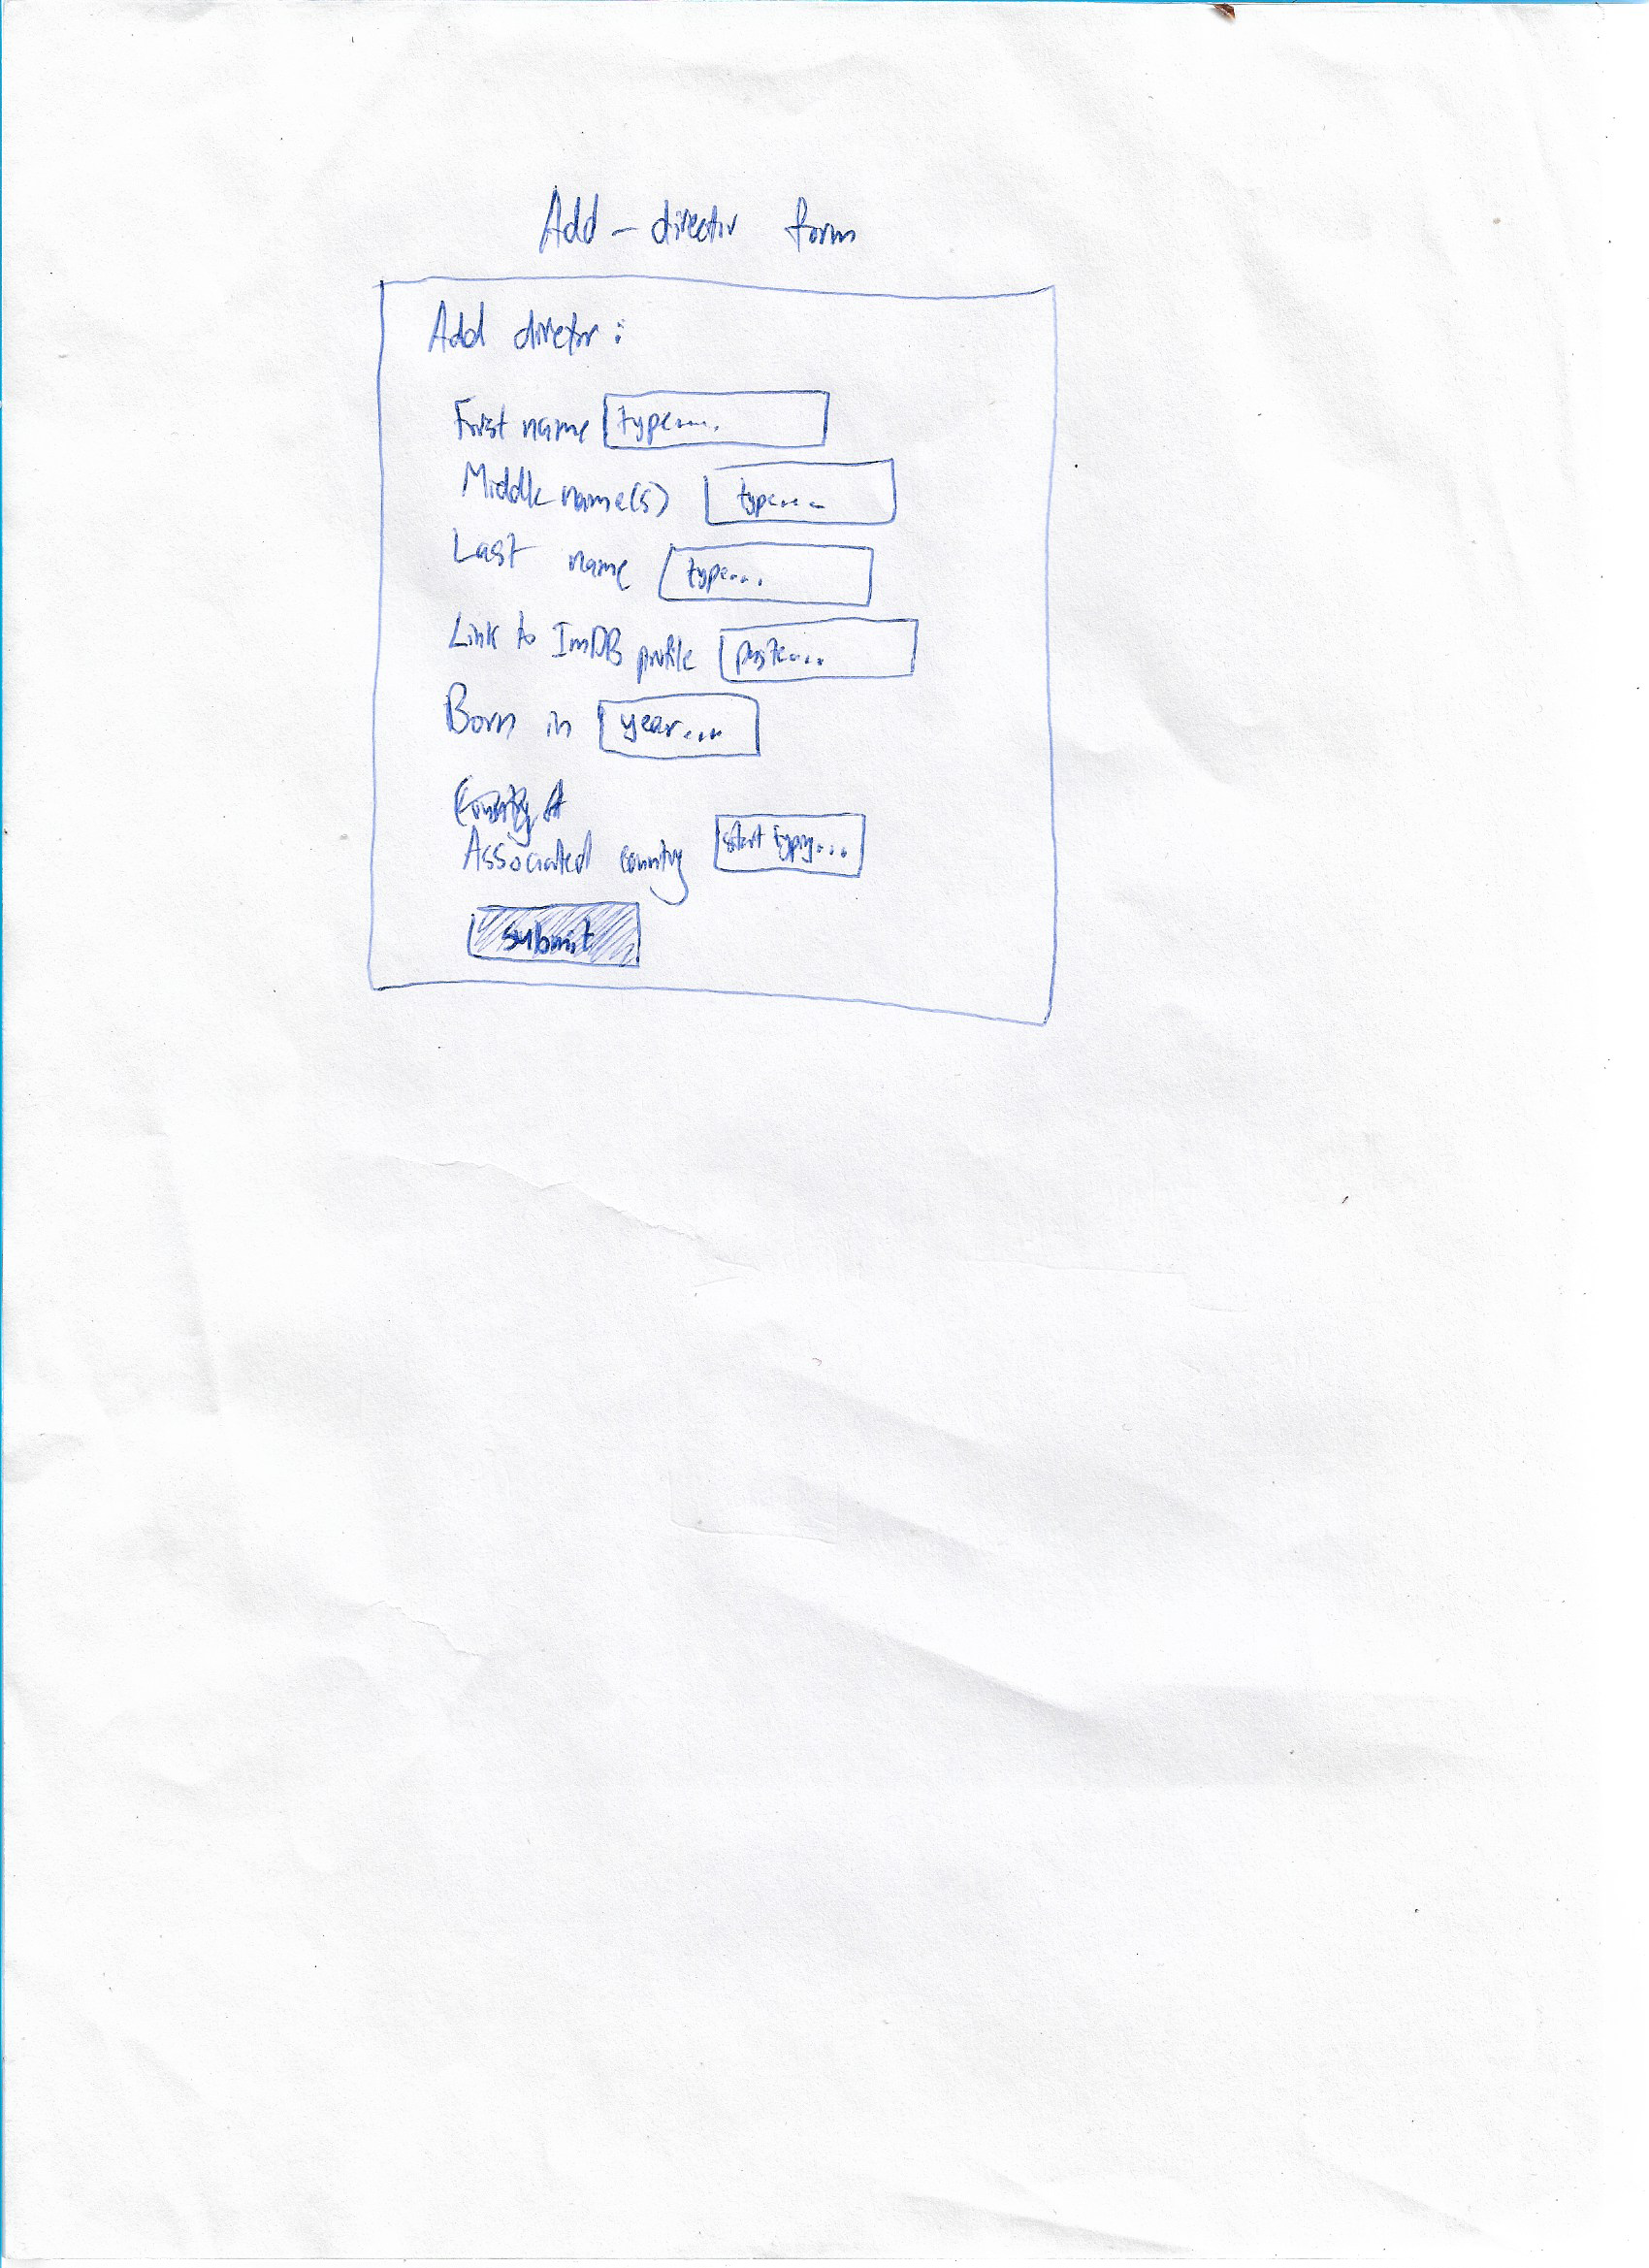 Add-director form
Add director:
First name type....
Middle name(s) type....
Last name type...
Link to ImDB profile paste....
Born in year...
Country of
Associated country start typing...
submit